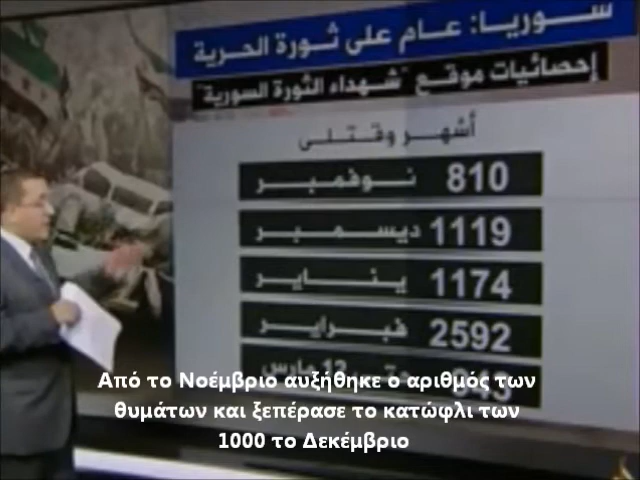 سوريا: عام على ثورة الحرية
إحصائيات موقع "شهداء الثورة السورية"
أشهر وقتلى
810 نوفمبر
1119 ديسمبر
1174 يناير
2592 فبراير
12 مارس
Από το Νοέμβριο αυξήθηκε ο αριθμός των
θυμάτων και ξεπέρασε το κατώφλι των
1000 το Δεκέμβριο